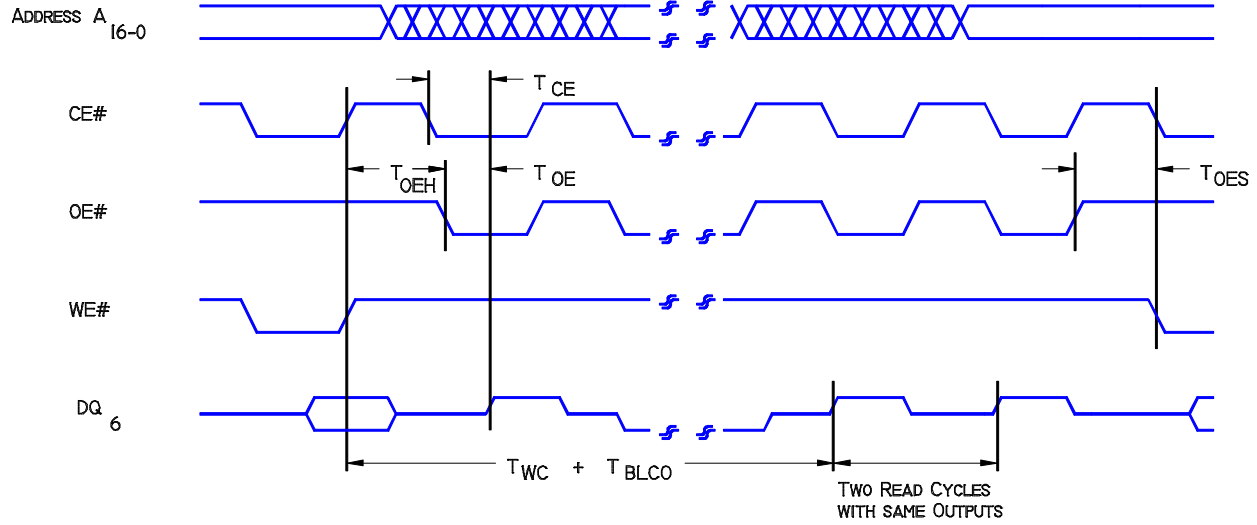 ADDRESS A16-0
CE#
TCE
TOEH
TOE
TOES
OE#
WE#
DQ6
TWC + TBLCO
TWO READ CYCLES
WITH SAME OUTPUTS